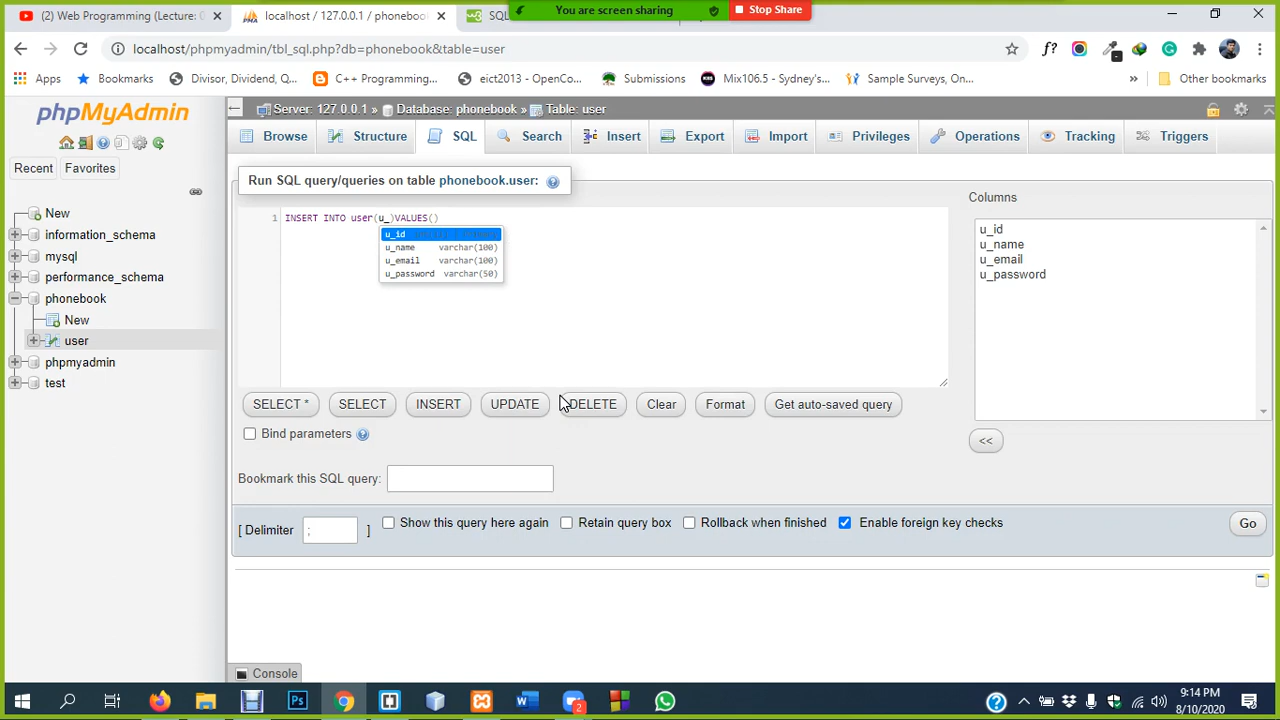 You are screen sharing
Stop Share
(2) Web Programming (Lecture:
localhost / 127.0.0.1 / phonebook
SQL
localhost/phpmyadmin/tbl_sql.php?db=phonebook&table=user
f?
Apps
Bookmarks
Divisor, Dividend, Q...
C++ Programming...
eict2013 - OpenCo...
Submissions
Mix106.5 - Sydney's...
Sample Surveys, On...
»
Other bookmarks
phpMyAdmin
Recent
Favorites
New
information_schema
mysql
performance_schema
phonebook
New
user
phpmyadmin
test
Server: 127.0.0.1 » Database: phonebook » Table: user
Browse
Structure
SQL
Search
Insert
Export
Import
Privileges
Operations
Tracking
Triggers
Run SQL query/queries on table phonebook.user:
1 INSERT INTO user(u_)VALUES()
u_id
u_name varchar(100)
u_email varchar(100)
u_password varchar(50)
Columns
u_id
u_name
u_email
u_password
SELECT *
SELECT
INSERT
UPDATE
DELETE
Clear
Format
Get auto-saved query
<<
Bind parameters
Bookmark this SQL query:
[ Delimiter ; ]
Show this query here again
Retain query box
Rollback when finished
Enable foreign key checks
Go
Console
Ps
2
9:14 PM
8/10/2020